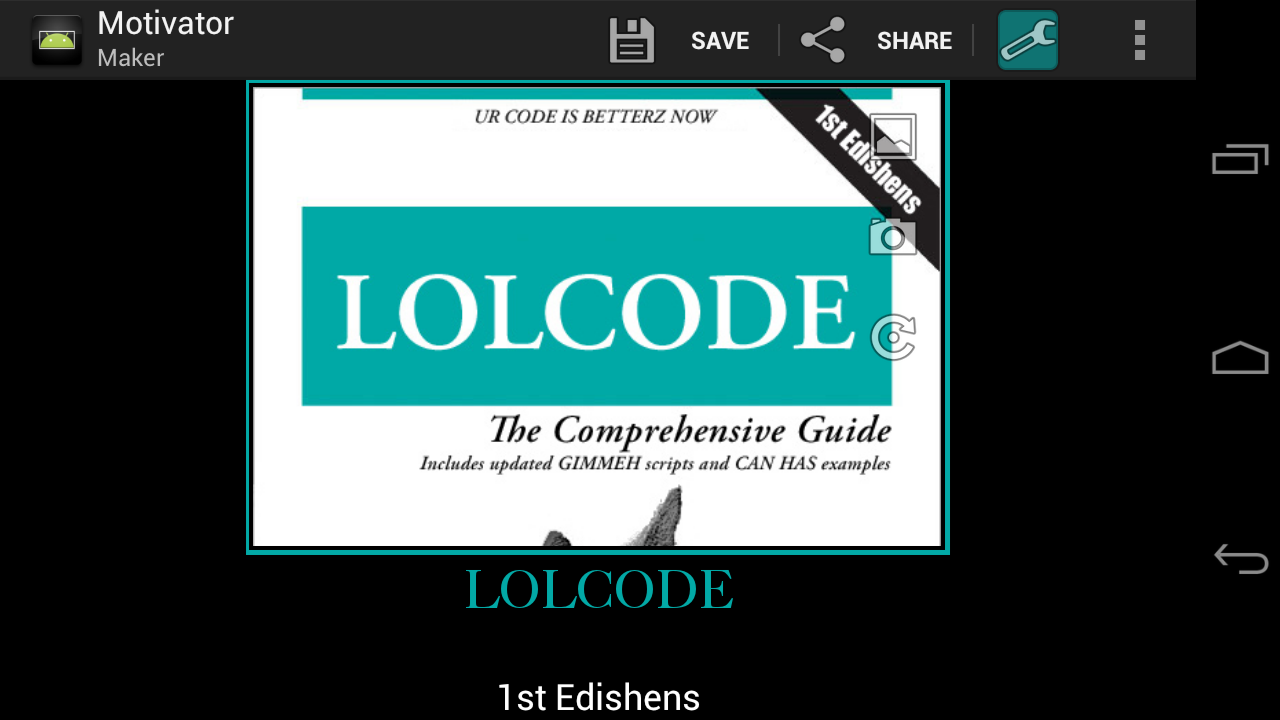 Motivator
Maker
SAVE
SHARE
UR CODE IS BETTERZ NOW
1st Edishens
LOLCODE
The Comprehensive Guide
Includes updated GIMMEH scripts and CAN HAS examples
LOLCODE
1st Edishens